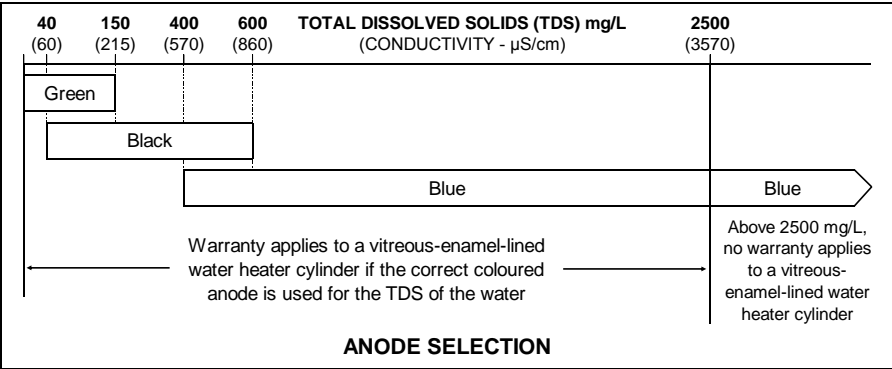 40 150 400 600 TOTAL DISSOLVED SOLIDS (TDS) mg/L 2500
(60) (215) (570) (860) (CONDUCTIVITY - µS/cm) (3570)
Green
Black
Blue Blue
Warranty applies to a vitreous-enamel-lined
water heater cylinder if the correct coloured
anode is used for the TDS of the water
Above 2500 mg/L,
no warranty applies
to a vitreous-
enamel-lined water
heater cylinder
ANODE SELECTION